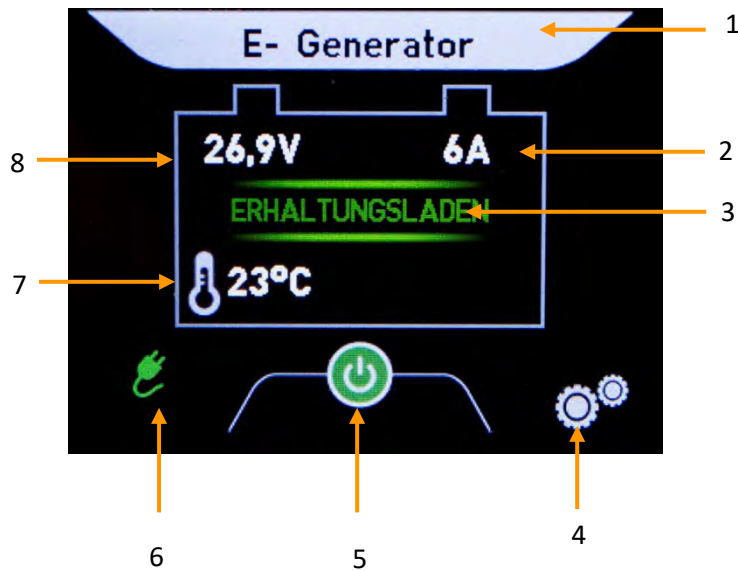 E- Generator
1
26,9V 6A
8
2
ERHALTUNGSLADEN
3
7
23°C
4
6
5